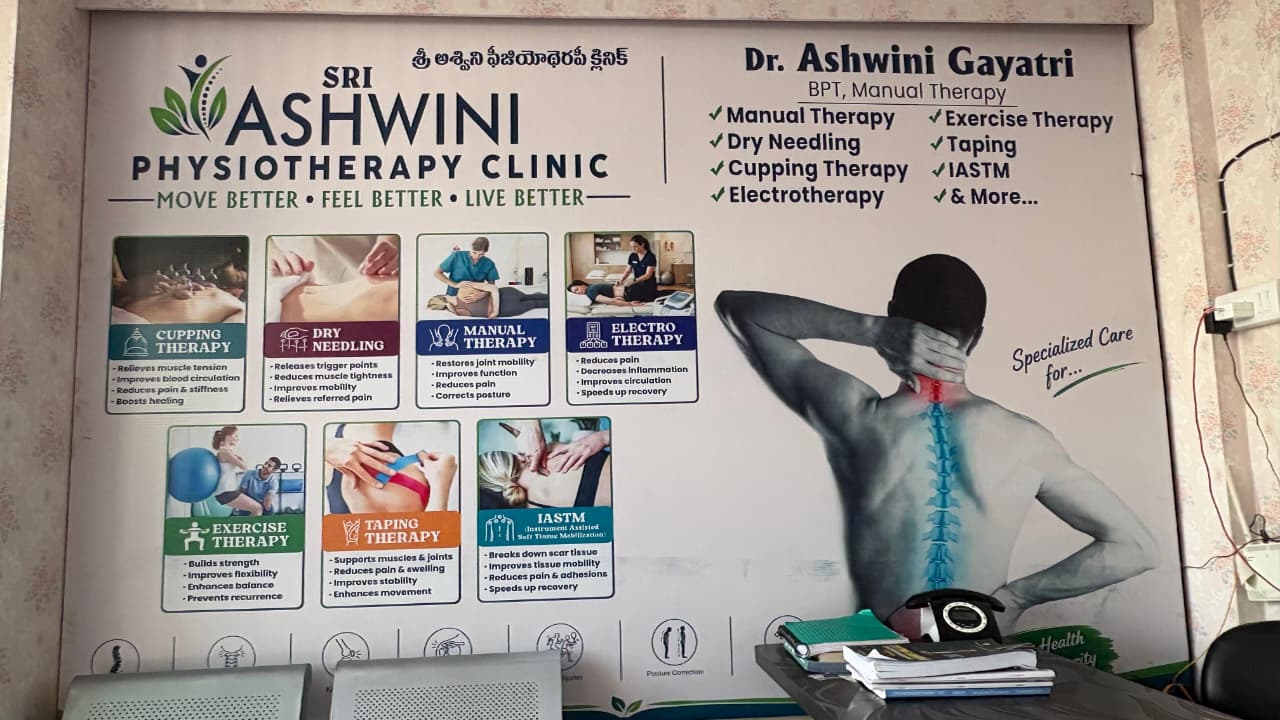 శ్రీ అశ్విని ఫిజియోథెరపీ క్లినిక్
SRI
ASHWINI
PHYSIOTHERAPY CLINIC
MOVE BETTER • FEEL BETTER • LIVE BETTER
Dr. Ashwini Gayatri
BPT, Manual Therapy
✓ Manual Therapy
✓ Dry Needling
✓ Cupping Therapy
✓ Electrotherapy
✓ Exercise Therapy
✓ Taping
✓ IASTM
✓ & More...
CUPPING
THERAPY
• Relieves muscle tension
• Improves blood circulation
• Reduces pain & stiffness
• Boosts healing
DRY
NEEDLING
• Releases trigger points
• Reduces muscle tightness
• Improves mobility
• Relieves referred pain
MANUAL
THERAPY
• Restores joint mobility
• Improves function
• Reduces pain
• Corrects posture
ELECTRO
THERAPY
• Reduces pain
• Decreases inflammation
• Improves circulation
• Speeds up recovery
EXERCISE
THERAPY
• Builds strength
• Improves flexibility
• Enhances balance
• Prevents recurrence
TAPING
THERAPY
• Supports muscles & joints
• Reduces pain & swelling
• Improves stability
• Enhances movement
IASTM
(Instrument Assisted
Soft Tissue Mobilization)
• Breaks down scar tissue
• Improves tissue mobility
• Reduces pain & adhesions
• Speeds up recovery
Specialized Care
for...
Posture Correction
Health